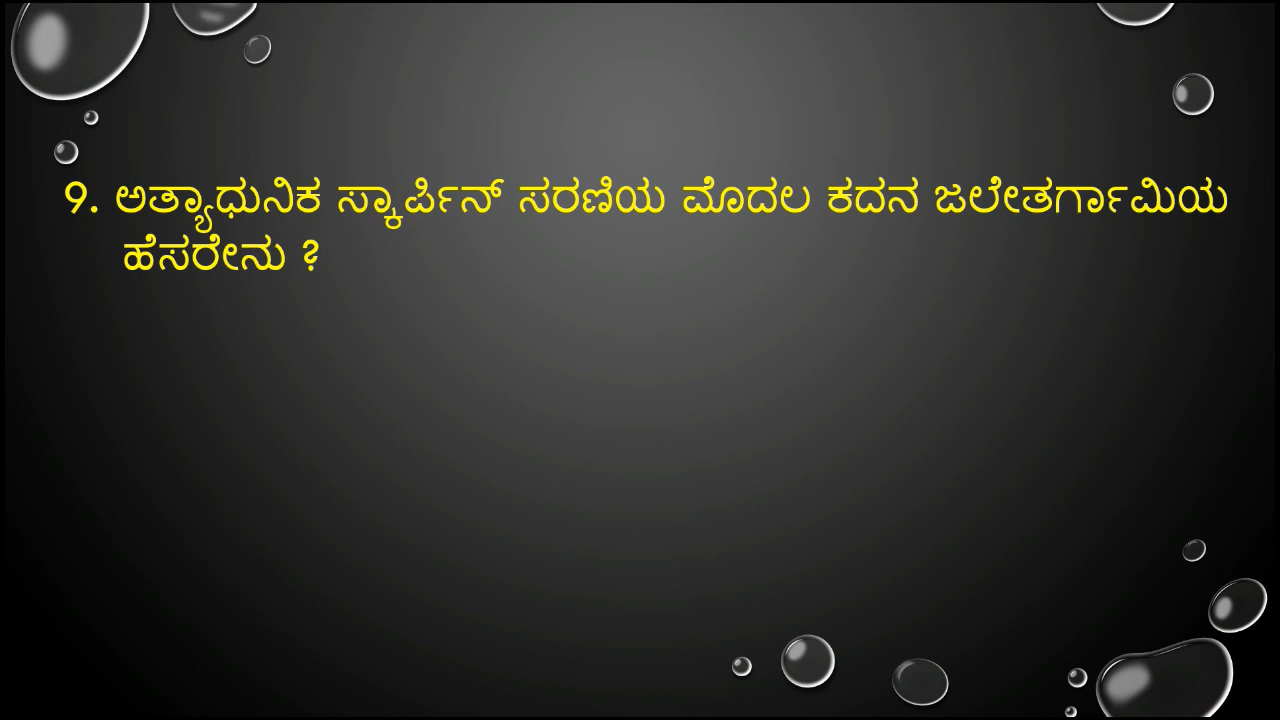 9. ಅತ್ಯಾಧುನಿಕ ಸ್ಕಾರ್ಪಿನ್ ಸರಣಿಯ ಮೊದಲ ಕದನ ಜಲೇತರ್ಗಾಮಿಯ
ಹೆಸರೇನು ?